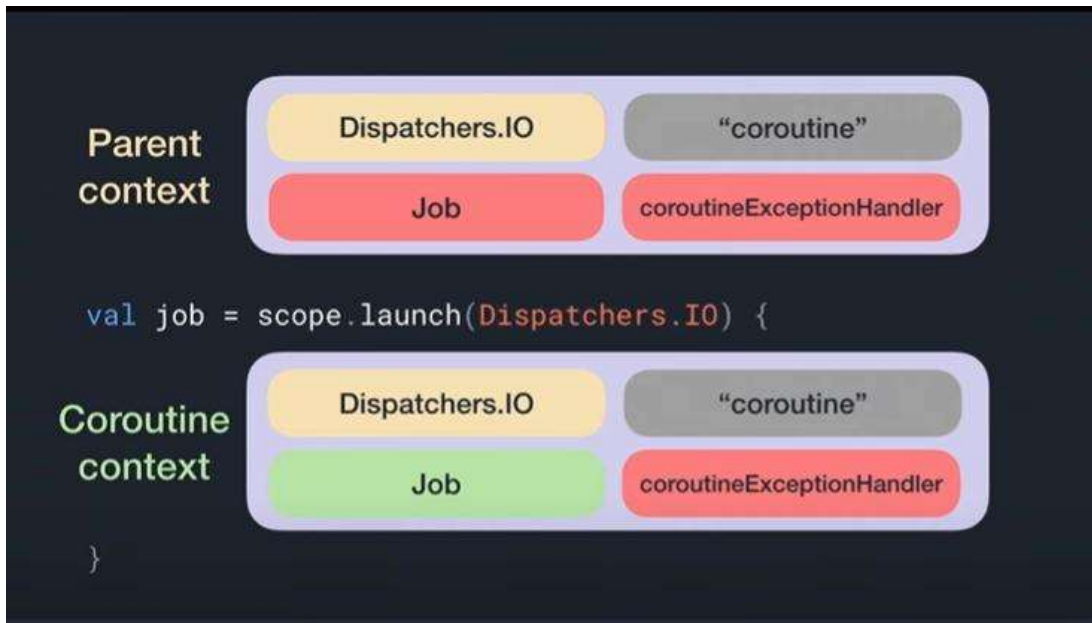 Parent
context
Dispatchers.IO
“coroutine”
Job
coroutineExceptionHandler
val job = scope.launch(Dispatchers.IO) {
Coroutine
context
Dispatchers.IO
“coroutine”
Job
coroutineExceptionHandler
}